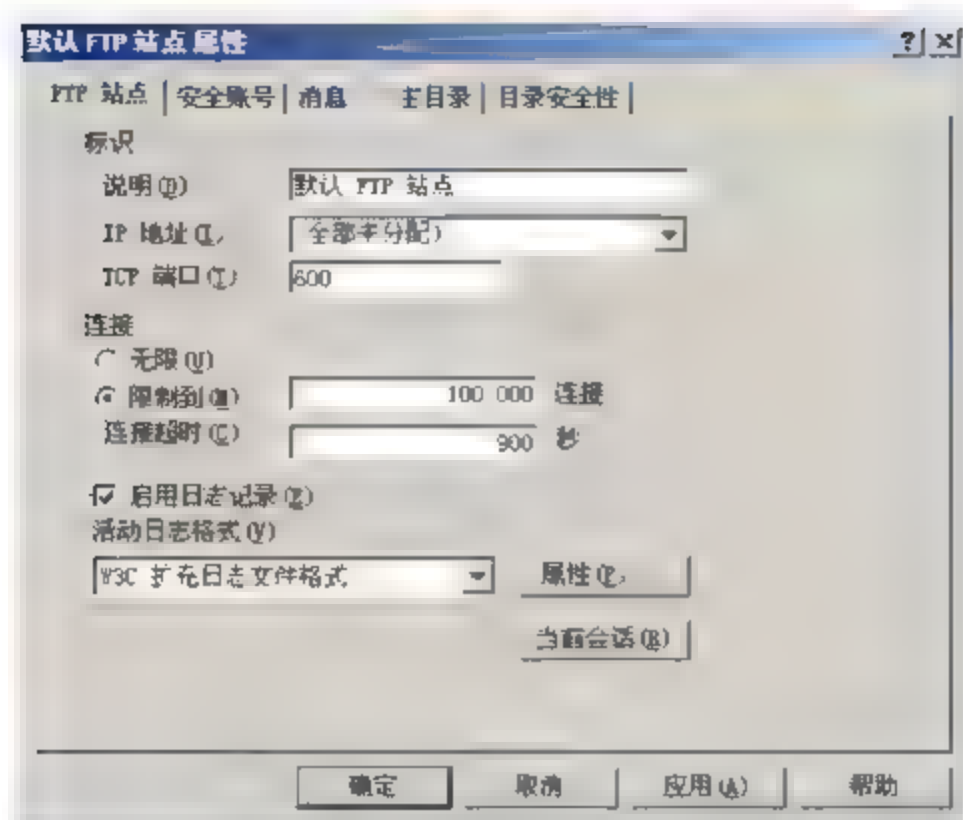 默认 FTP 站点 属性
FTP 站点 安全账号 消息 主目录 目录安全性
标识
说明(D) 默认 FTP 站点
IP 地址(I) (全部未分配)
TCP 端口(T) 600
连接
无限(U)
限制到(M) 100 000 连接
连接超时(C) 900 秒
启用日志记录(E)
活动日志格式(V)
W3C 扩充日志文件格式 属性(P)
当前会话(R)
确定 取消 应用(A) 帮助